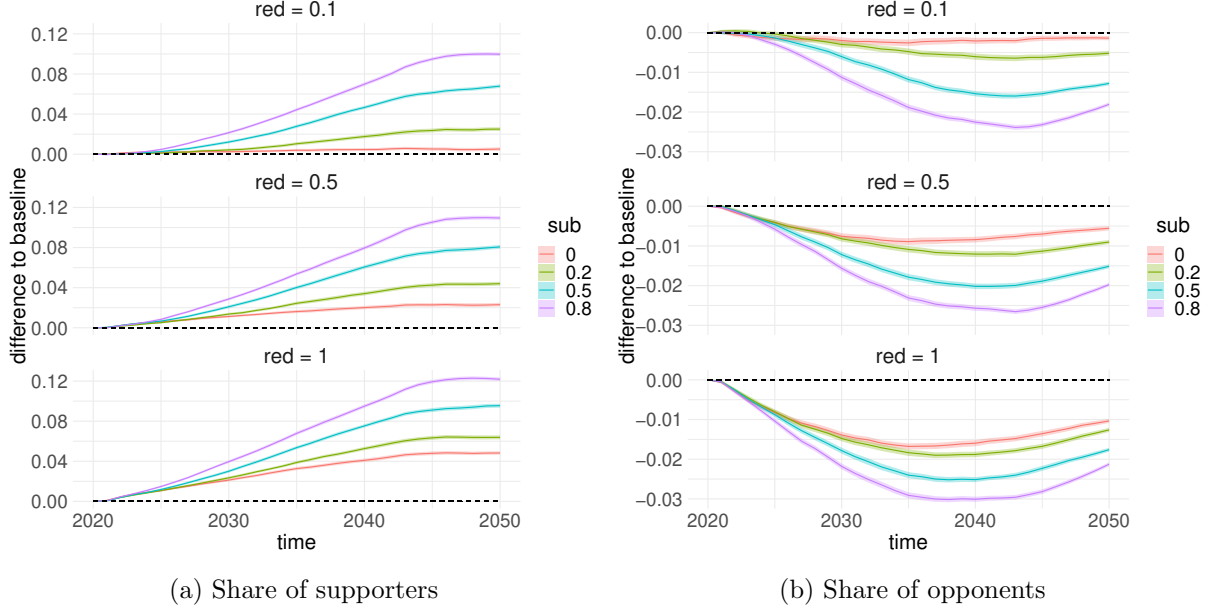 red = 0.1
0.12
0.08
0.04
0.00
red = 0.5
0.12
0.08
0.04
0.00
red = 1
0.12
0.08
0.04
0.00
difference to baseline
2020 2030 2040 2050
time
sub
0
0.2
0.5
0.8
(a) Share of supporters
red = 0.1
0.00
−0.01
−0.02
−0.03
red = 0.5
0.00
−0.01
−0.02
−0.03
red = 1
0.00
−0.01
−0.02
−0.03
difference to baseline
2020 2030 2040 2050
time
sub
0
0.2
0.5
0.8
(b) Share of opponents